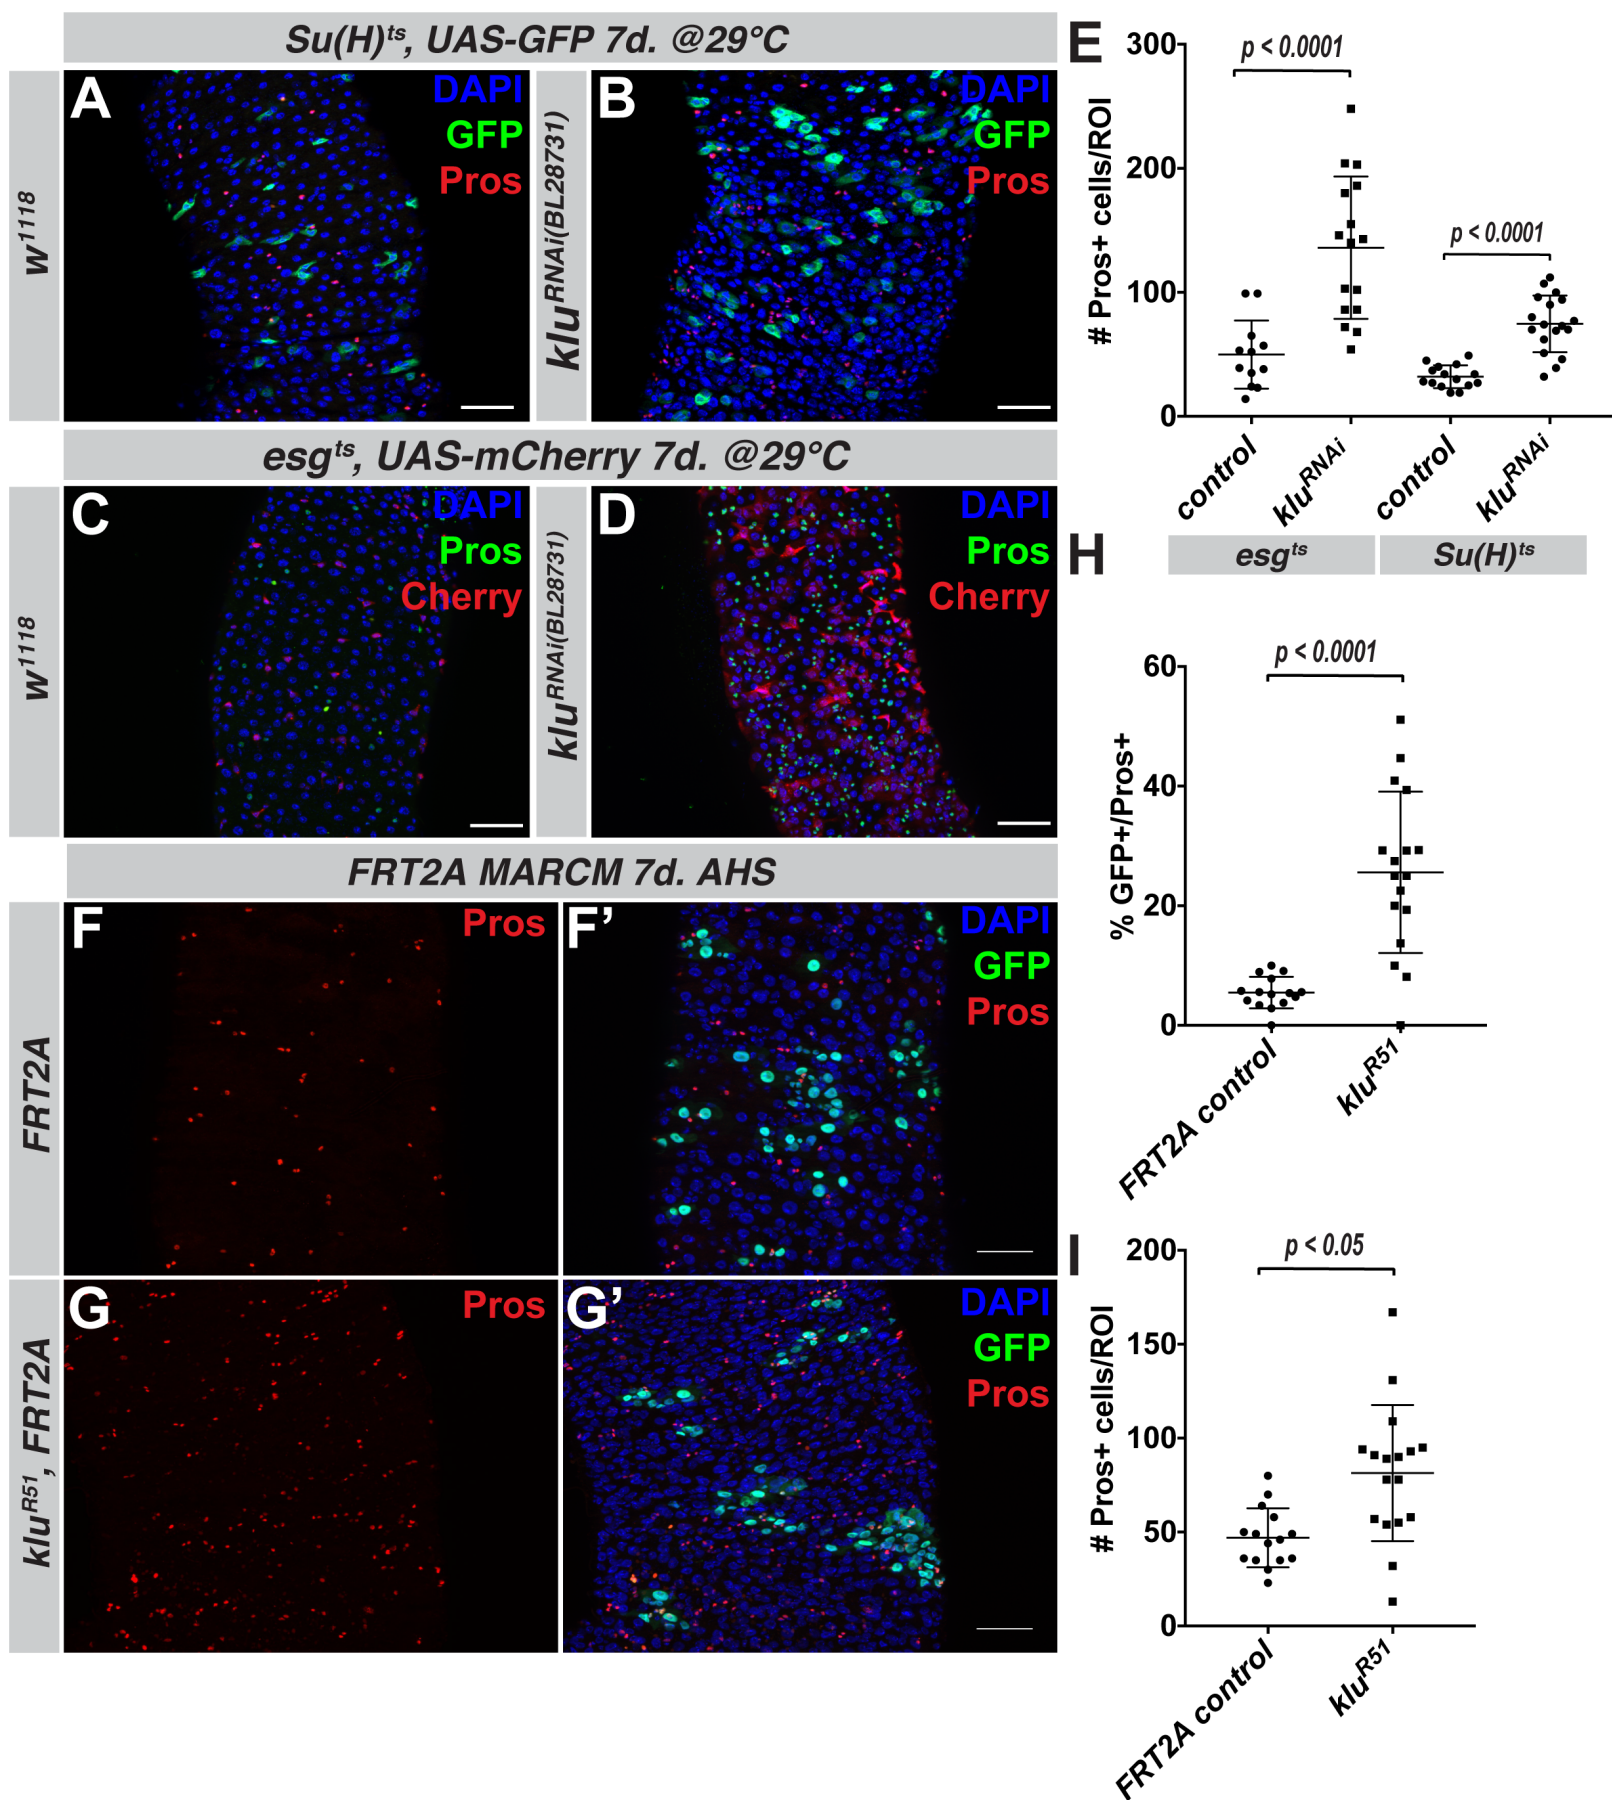 Su(H)ts, UAS-GFP 7d. @29°C
w1118
A
DAPI
GFP
Pros
kluRNAi(BL28731)
B
DAPI
GFP
Pros
esgts, UAS-mCherry 7d. @29°C
w1118
C
DAPI
Pros
Cherry
kluRNAi(BL28731)
D
DAPI
Pros
Cherry
E
# Pros+ cells/ROI
300
200
100
0
p < 0.0001
p < 0.0001
control
kluRNAi
control
kluRNAi
esgts
Su(H)ts
FRT2A MARCM 7d. AHS
FRT2A
F
Pros
F’
DAPI
GFP
Pros
kluR51, FRT2A
G
Pros
G’
DAPI
GFP
Pros
H
% GFP+/Pros+
60
40
20
0
p < 0.0001
FRT2A control
kluR51
I
# Pros+ cells/ROI
200
150
100
50
0
p < 0.05
FRT2A control
kluR51